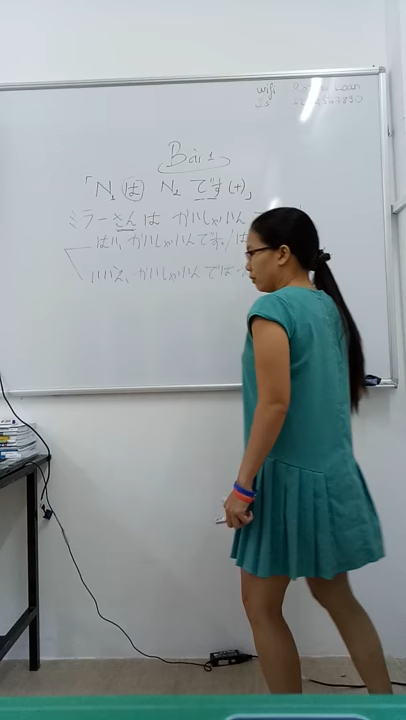 wifi
Bài 1
「N₁ は N₂ です (+)」
ミラーさん は かいしゃいん
はい、かいしゃいんです。/は
いいえ、かいしゃいんでは